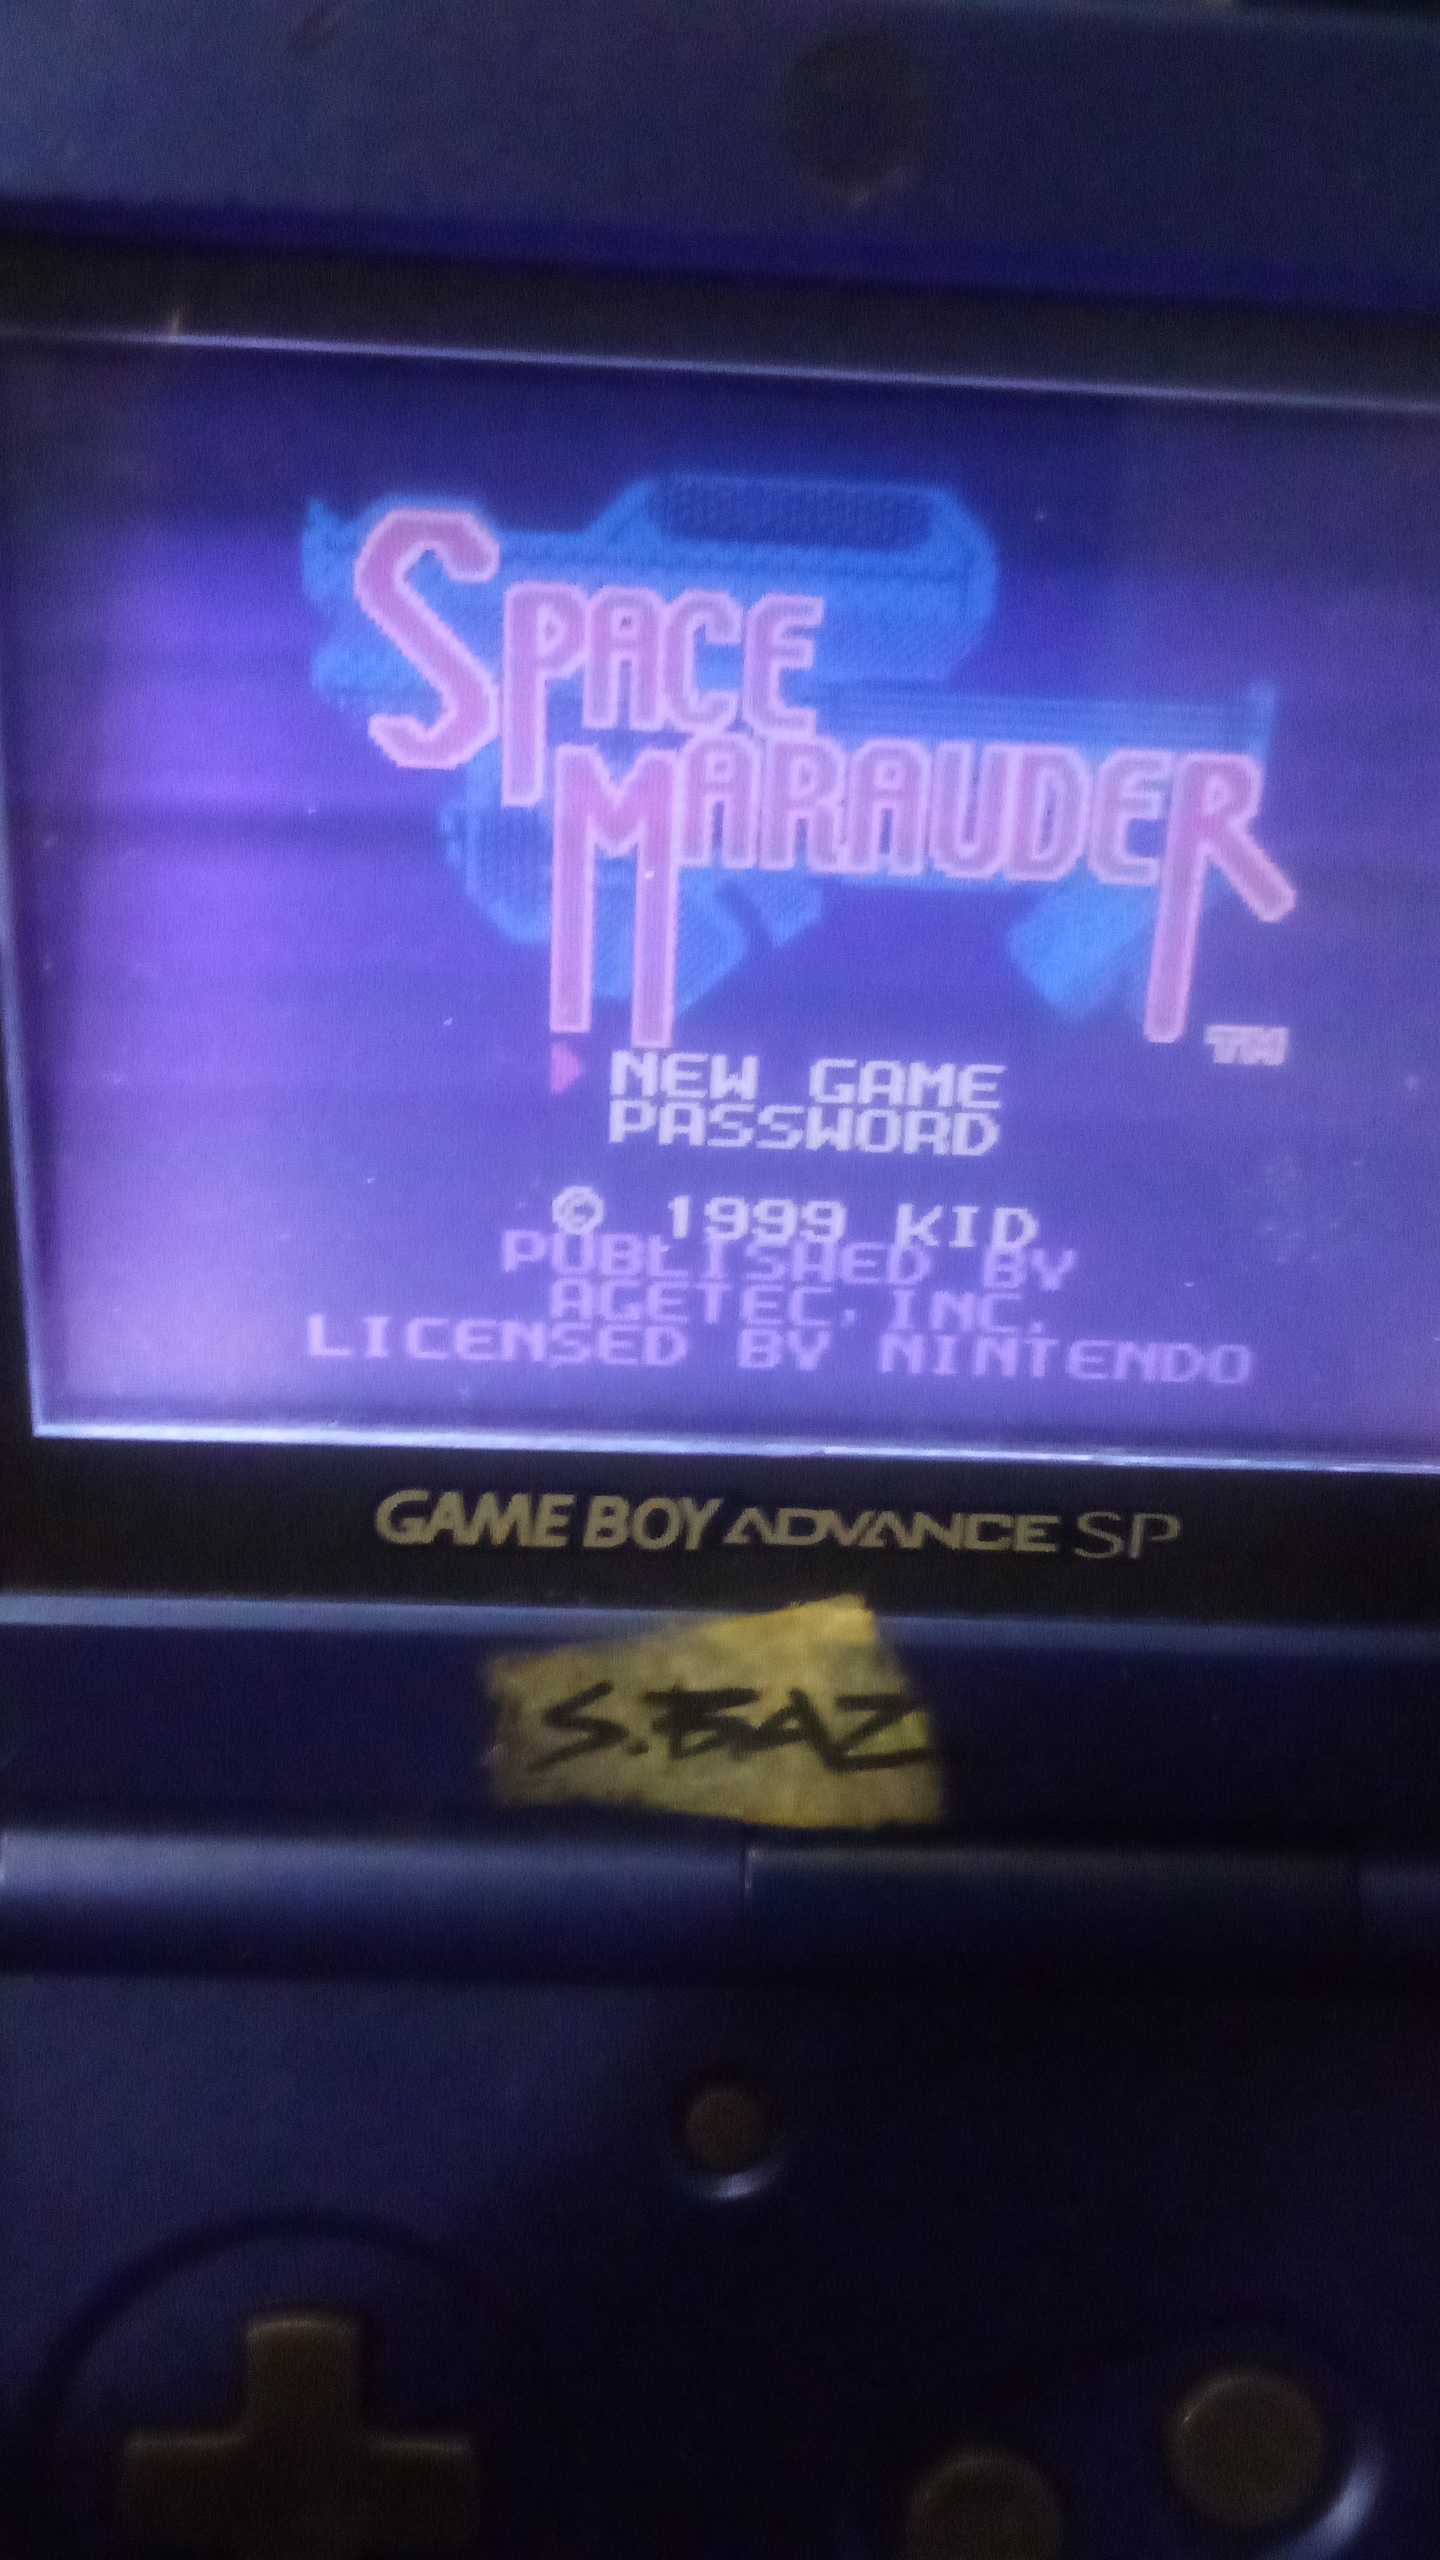 SPACE
MARAUDER
TM
NEW GAME
PASSWORD
© 1999 KID
PUBLISHED BY
AGETEC, INC.
LICENSED BY NINTENDO
GAME BOY ADVANCE SP
S.BAZ